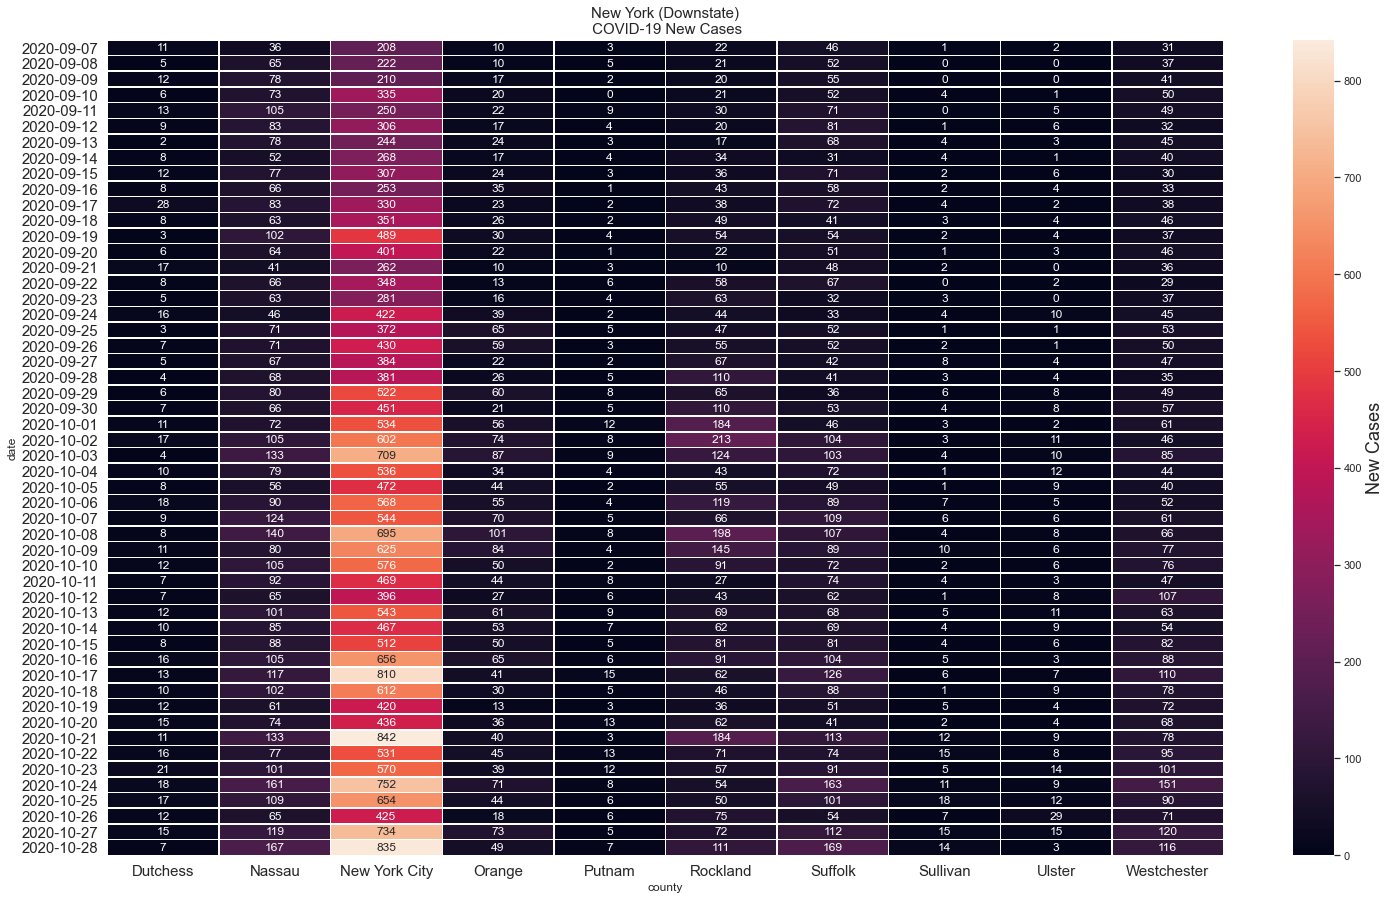 New York (Downstate)
COVID-19 New Cases
2020-09-07 11 36 208 10 3 22 46 1 2 31
2020-09-08 5 65 222 10 5 21 52 0 0 37
2020-09-09 12 78 210 17 2 20 55 0 0 41
2020-09-10 6 73 335 20 0 21 52 4 1 50
2020-09-11 13 105 250 22 9 30 71 0 5 49
2020-09-12 9 83 306 17 4 20 81 1 6 32
2020-09-13 2 78 244 24 3 17 68 4 3 45
2020-09-14 8 52 268 17 4 34 31 4 1 40
2020-09-15 12 77 307 24 3 36 71 2 6 30
2020-09-16 8 66 253 35 1 43 58 2 4 33
2020-09-17 28 83 330 23 2 38 72 4 2 38
2020-09-18 8 63 351 26 2 49 41 3 4 46
2020-09-19 3 102 489 30 4 54 54 2 4 37
2020-09-20 6 64 401 22 1 22 51 1 3 46
2020-09-21 17 41 262 10 3 10 48 2 0 36
2020-09-22 8 66 348 13 6 58 67 0 2 29
2020-09-23 5 63 281 16 4 63 32 3 0 37
2020-09-24 16 46 422 39 2 44 33 4 10 45
2020-09-25 3 71 372 65 5 47 52 1 1 53
2020-09-26 7 71 430 59 3 55 52 2 1 50
2020-09-27 5 67 384 22 2 67 42 8 4 47
2020-09-28 4 68 381 26 5 110 41 3 4 35
2020-09-29 6 80 522 60 8 65 36 6 8 49
2020-09-30 7 66 451 21 5 110 53 4 8 57
2020-10-01 11 72 534 56 12 184 46 3 2 61
2020-10-02 17 105 602 74 8 213 104 3 11 46
2020-10-03 4 133 709 87 9 124 103 4 10 85
2020-10-04 10 79 536 34 4 43 72 1 12 44
2020-10-05 8 56 472 44 2 55 49 1 9 40
2020-10-06 18 90 568 55 4 119 89 7 5 52
2020-10-07 9 124 544 70 5 66 109 6 6 61
2020-10-08 8 140 695 101 8 198 107 4 8 66
2020-10-09 11 80 625 84 4 145 89 10 6 77
2020-10-10 12 105 576 50 2 91 72 2 6 76
2020-10-11 7 92 469 44 8 27 74 4 3 47
2020-10-12 7 65 396 27 6 43 62 1 8 107
2020-10-13 12 101 543 61 9 69 68 5 11 63
2020-10-14 10 85 467 53 7 62 69 4 9 54
2020-10-15 8 88 512 50 5 81 81 4 6 82
2020-10-16 16 105 656 65 6 91 104 5 3 88
2020-10-17 13 117 810 41 15 62 126 6 7 110
2020-10-18 10 102 612 30 5 46 88 1 9 78
2020-10-19 12 61 420 13 3 36 51 5 4 72
2020-10-20 15 74 436 36 13 62 41 2 4 68
2020-10-21 11 133 842 40 3 184 113 12 9 78
2020-10-22 16 77 531 45 13 71 74 15 8 95
2020-10-23 21 101 570 39 12 57 91 5 14 101
2020-10-24 18 161 752 71 8 54 163 11 9 151
2020-10-25 17 109 654 44 6 50 101 18 12 90
2020-10-26 12 65 425 18 6 75 54 7 29 71
2020-10-27 15 119 734 73 5 72 112 15 15 120
2020-10-28 7 167 835 49 7 111 169 14 3 116
Dutchess Nassau New York City Orange Putnam Rockland Suffolk Sullivan Ulster Westchester
county
date
800
700
600
500
400
300
200
100
0
New Cases